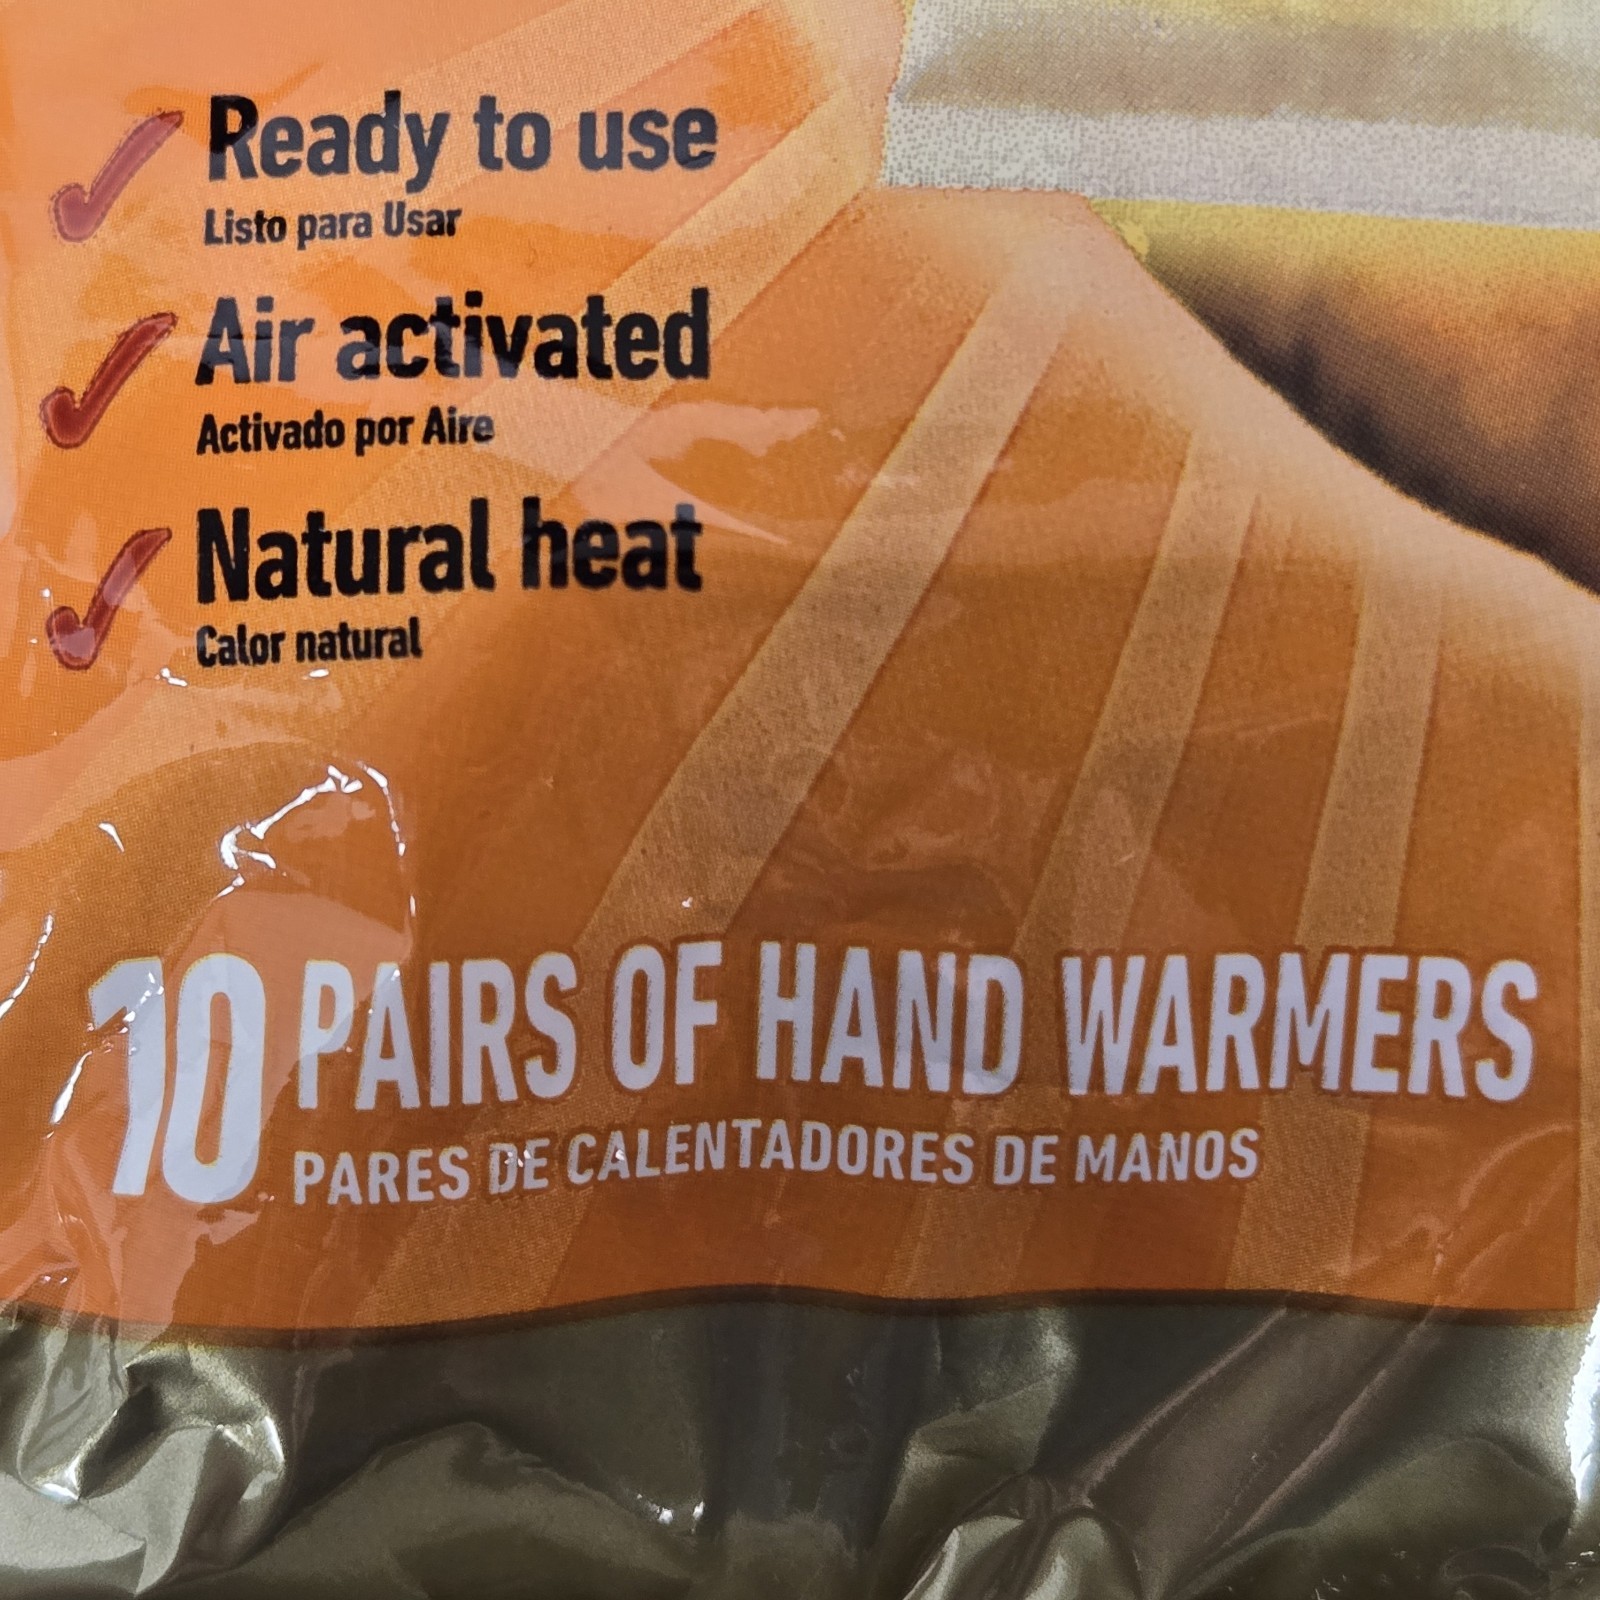 Ready to use
Listo para Usar
Air activated
Activado por Aire
Natural heat
Calor natural
10 PAIRS OF HAND WARMERS
PARES DE CALENTADORES DE MANOS